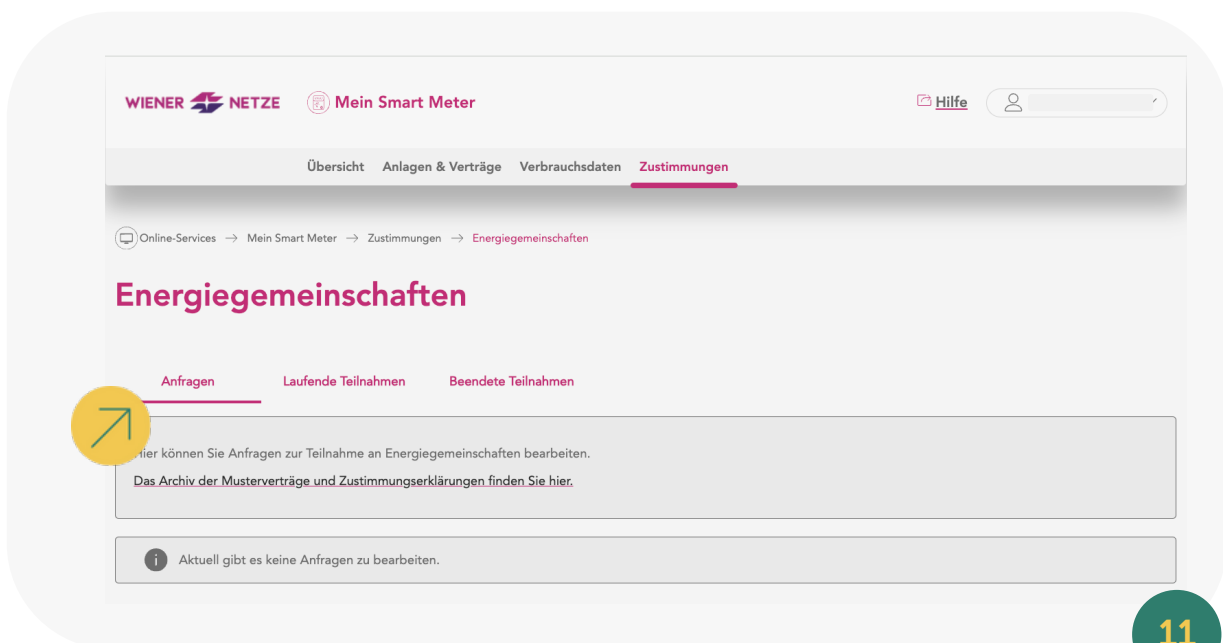 WIENER NETZE Mein Smart Meter Hilfe
Übersicht Anlagen & Verträge Verbrauchsdaten Zustimmungen
Online-Services → Mein Smart Meter → Zustimmungen → Energiegemeinschaften
Energiegemeinschaften
Anfragen Laufende Teilnahmen Beendete Teilnahmen
Hier können Sie Anfragen zur Teilnahme an Energiegemeinschaften bearbeiten.
Das Archiv der Musterverträge und Zustimmungserklärungen finden Sie hier.
i Aktuell gibt es keine Anfragen zu bearbeiten.
11